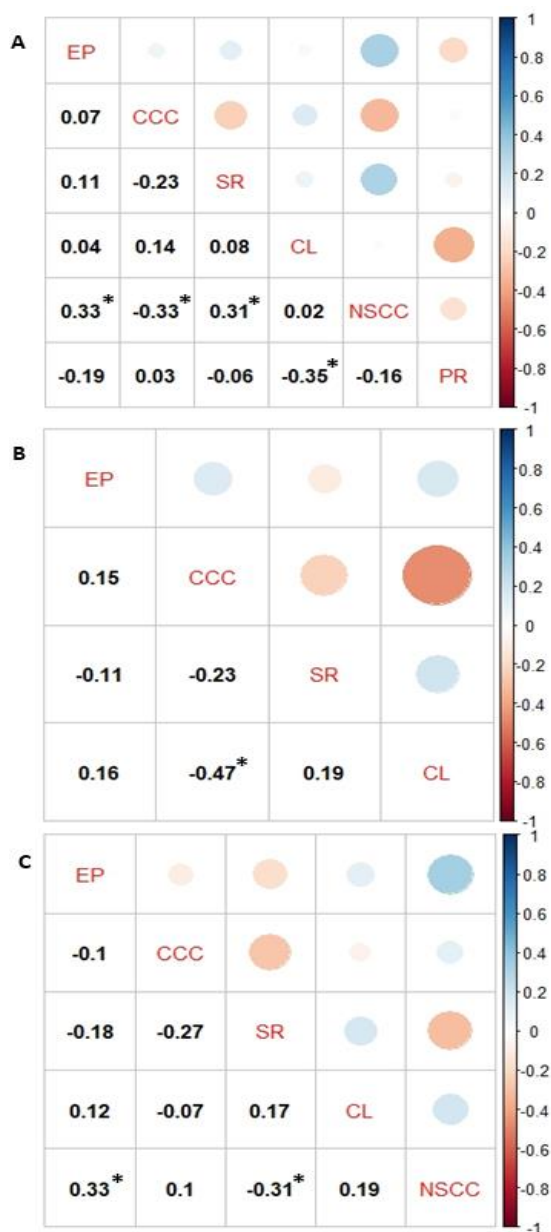 A
EP
0.07 CCC
0.11 -0.23 SR
0.04 0.14 0.08 CL
0.33* -0.33* 0.31* 0.02 NSCC
-0.19 0.03 -0.06 -0.35* -0.16 PR
1
0.8
0.6
0.4
0.2
0
-0.2
-0.4
-0.6
-0.8
-1
B
EP
0.15 CCC
-0.11 -0.23 SR
0.16 -0.47* 0.19 CL
1
0.8
0.6
0.4
0.2
0
-0.2
-0.4
-0.6
-0.8
-1
C
EP
-0.1 CCC
-0.18 -0.27 SR
0.12 -0.07 0.17 CL
0.33* 0.1 -0.31* 0.19 NSCC
1
0.8
0.6
0.4
0.2
0
-0.2
-0.4
-0.6
-0.8
-1